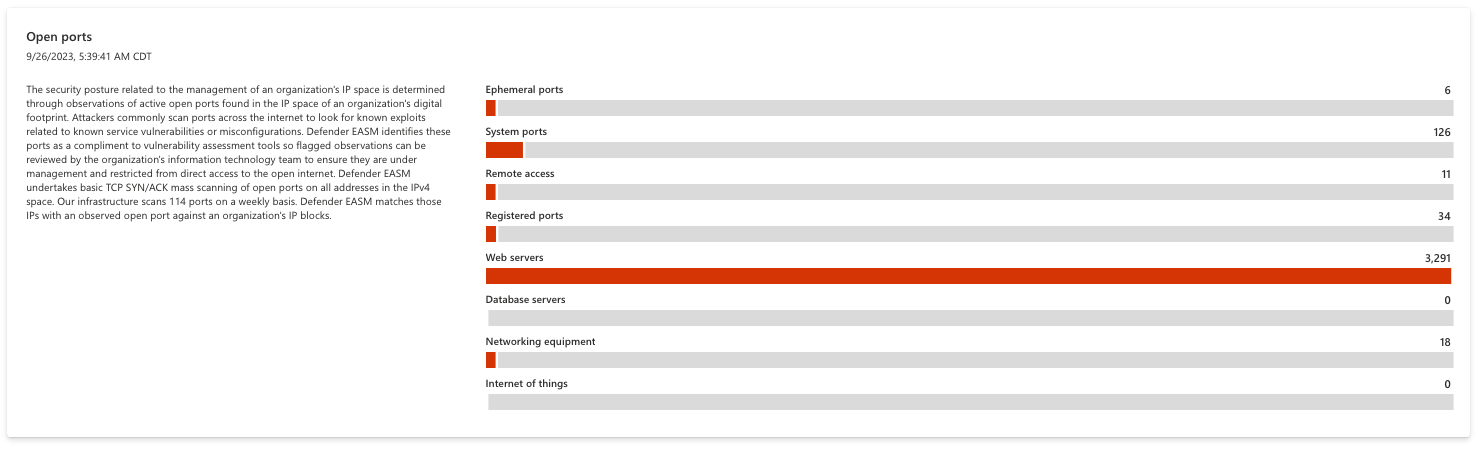 Open ports
9/26/2023, 5:39:41 AM CDT
The security posture related to the management of an organization's IP space is determined
through observations of active open ports found in the IP space of an organization's digital
footprint. Attackers commonly scan ports across the internet to look for known exploits
related to known service vulnerabilities or misconfigurations. Defender EASM identifies these
ports as a compliment to vulnerability assessment tools so flagged observations can be
reviewed by the organization's information technology team to ensure they are under
management and restricted from direct access to the open internet. Defender EASM
undertakes basic TCP SYN/ACK mass scanning of open ports on all addresses in the IPv4
space. Our infrastructure scans 114 ports on a weekly basis. Defender EASM matches those
IPs with an observed open port against an organization's IP blocks.
Ephemeral ports 6
System ports 126
Remote access 11
Registered ports 34
Web servers 3,291
Database servers 0
Networking equipment 18
Internet of things 0